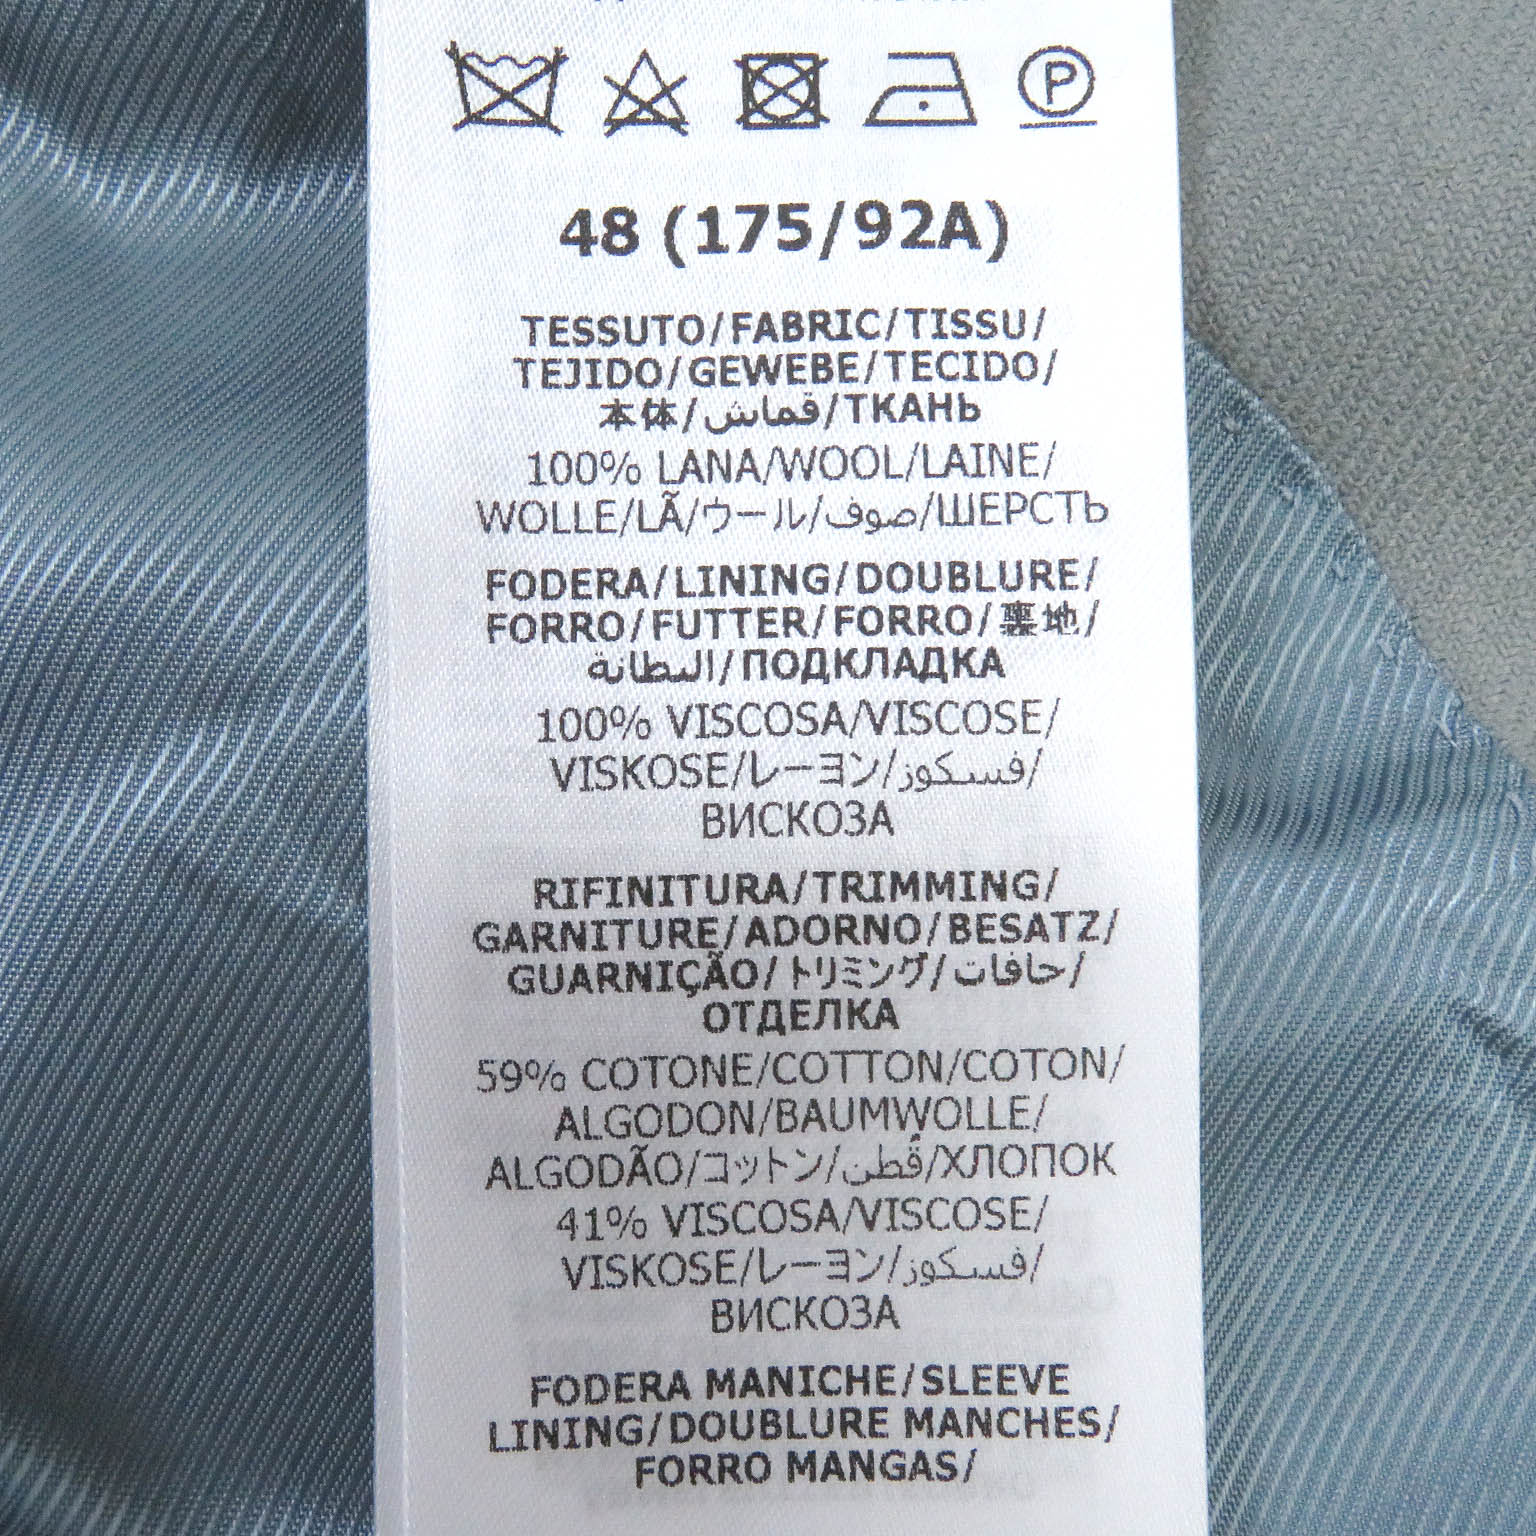 P
48 (175/92A)
TESSUTO/FABRIC/TISSU/
TEJIDO/GEWEBE/TECIDO/
本体/قماش/ТКАНЬ
100% LANA/WOOL/LAINE/
WOLLE/LÃ/ウール/صوف/ШЕРСТЬ
FODERA/LINING/DOUBLURE/
FORRO/FUTTER/FORRO/裏地/
البطانة/ПОДКЛАДКА
100% VISCOSA/VISCOSE/
VISKOSE/レーヨン/فسكوز/
ВИСКОЗА
RIFINITURA/TRIMMING/
GARNITURE/ADORNO/BESATZ/
GUARNIÇÃO/トリミング/حافات/
ОТДЕЛКА
59% COTONE/COTTON/COTON/
ALGODON/BAUMWOLLE/
ALGODÃO/コットン/قُطن/ХЛОПОК
41% VISCOSA/VISCOSE/
VISKOSE/レーヨン/فسكوز/
ВИСКОЗА
FODERA MANICHE/SLEEVE
LINING/DOUBLURE MANCHES/
FORRO MANGAS/